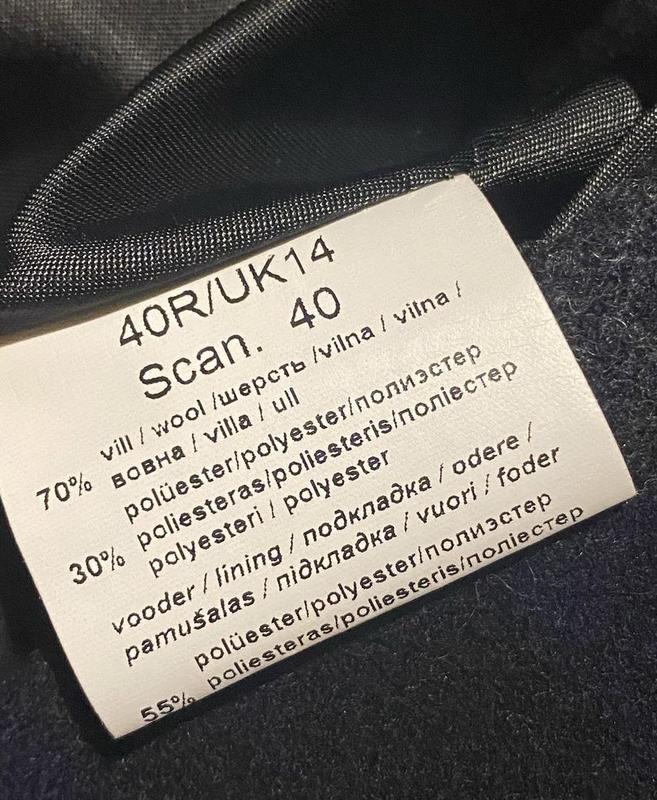 40R/UK14
Scan. 40
vill / wool /шерсть /vilna / vilna /
70% вовна / villa / ull
polüester/polyester/полиэстер
poliesteras/poliesteris/поліестер
30% polyesteri / polyester
vooder / lining / подкладка / odere /
pamušalas / підкладка / vuori / foder
polüester/polyester/полиэстер
55% poliesteras/poliesteris/поліестер